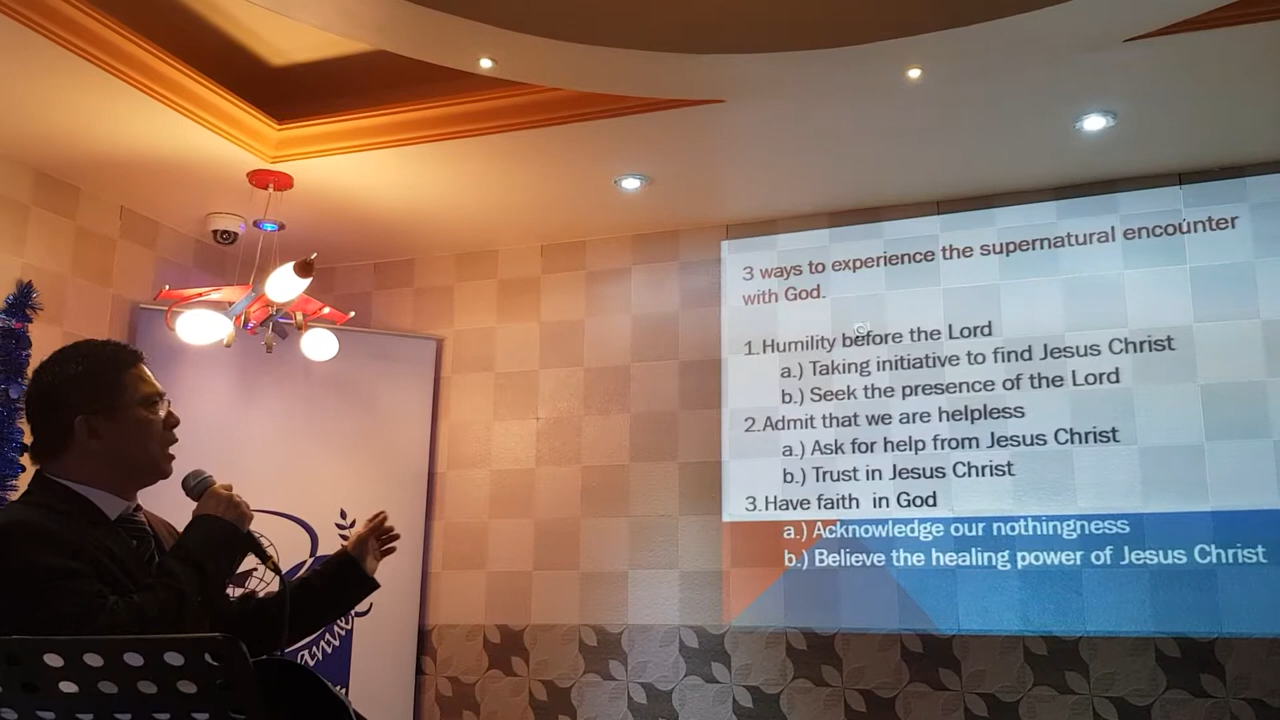 3 ways to experience the supernatural encounter
with God.
1.Humility before the Lord
a.) Taking initiative to find Jesus Christ
b.) Seek the presence of the Lord
2.Admit that we are helpless
a.) Ask for help from Jesus Christ
b.) Trust in Jesus Christ
3.Have faith in God
a.) Acknowledge our nothingness
b.) Believe the healing power of Jesus Christ